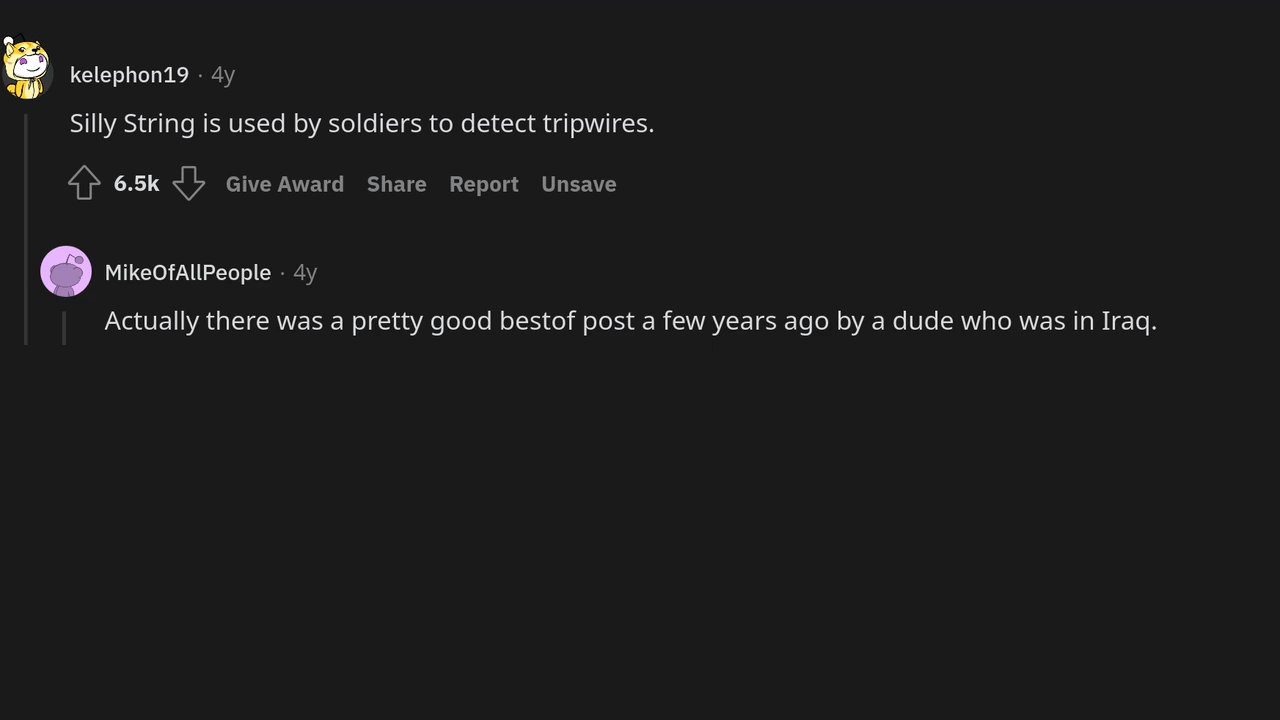 kelephon19 · 4y
Silly String is used by soldiers to detect tripwires.
6.5k Give Award Share Report Unsave
MikeOfAllPeople · 4y
Actually there was a pretty good bestof post a few years ago by a dude who was in Iraq.